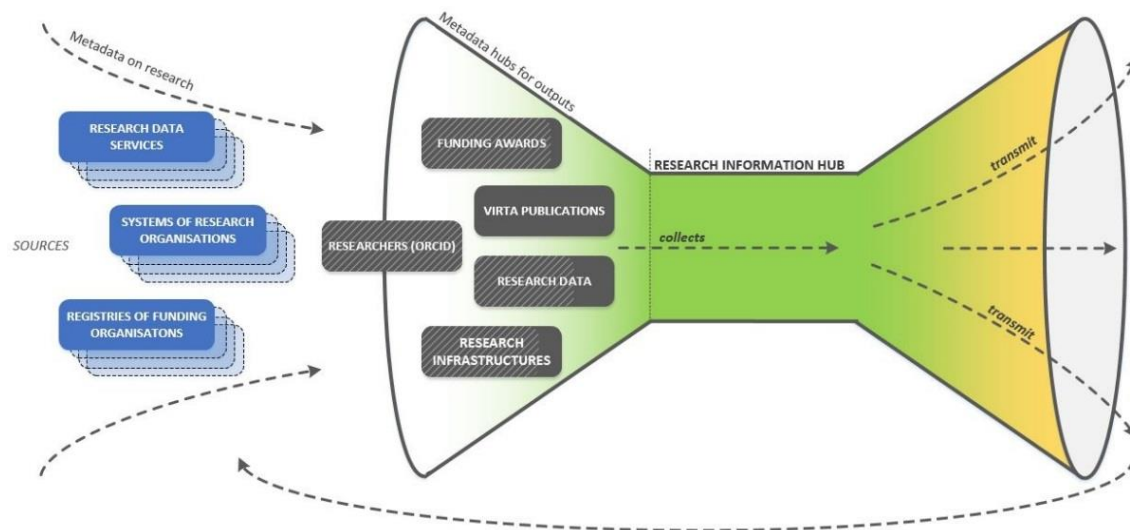 Metadata on research
Metadata hubs for outputs
RESEARCH DATA
SERVICES
SYSTEMS OF RESEARCH
ORGANISATIONS
SOURCES
REGISTRIES OF FUNDING
ORGANISATONS
FUNDING AWARDS
VIRTA PUBLICATIONS
RESEARCHERS (ORCID)
RESEARCH DATA
RESEARCH
INFRASTRUCTURES
RESEARCH INFORMATION HUB
collects
transmit
transmit